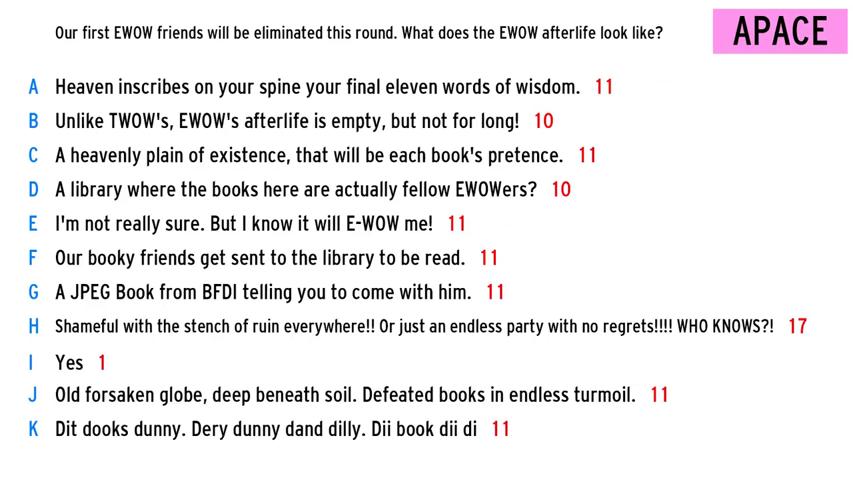 Our first EWOW friends will be eliminated this round. What does the EWOW afterlife look like?
APACE
A Heaven inscribes on your spine your final eleven words of wisdom. 11
B Unlike TWOW's, EWOW's afterlife is empty, but not for long! 10
C A heavenly plain of existence, that will be each book's pretence. 11
D A library where the books here are actually fellow EWOWers? 10
E I'm not really sure. But I know it will E-WOW me! 11
F Our booky friends get sent to the library to be read. 11
G A JPEG Book from BFDI telling you to come with him. 11
H Shameful with the stench of ruin everywhere!! Or just an endless party with no regrets!!!! WHO KNOWS?! 17
I Yes 1
J Old forsaken globe, deep beneath soil. Defeated books in endless turmoil. 11
K Dit dooks dunny. Dery dunny dand dilly. Dii book dii di 11